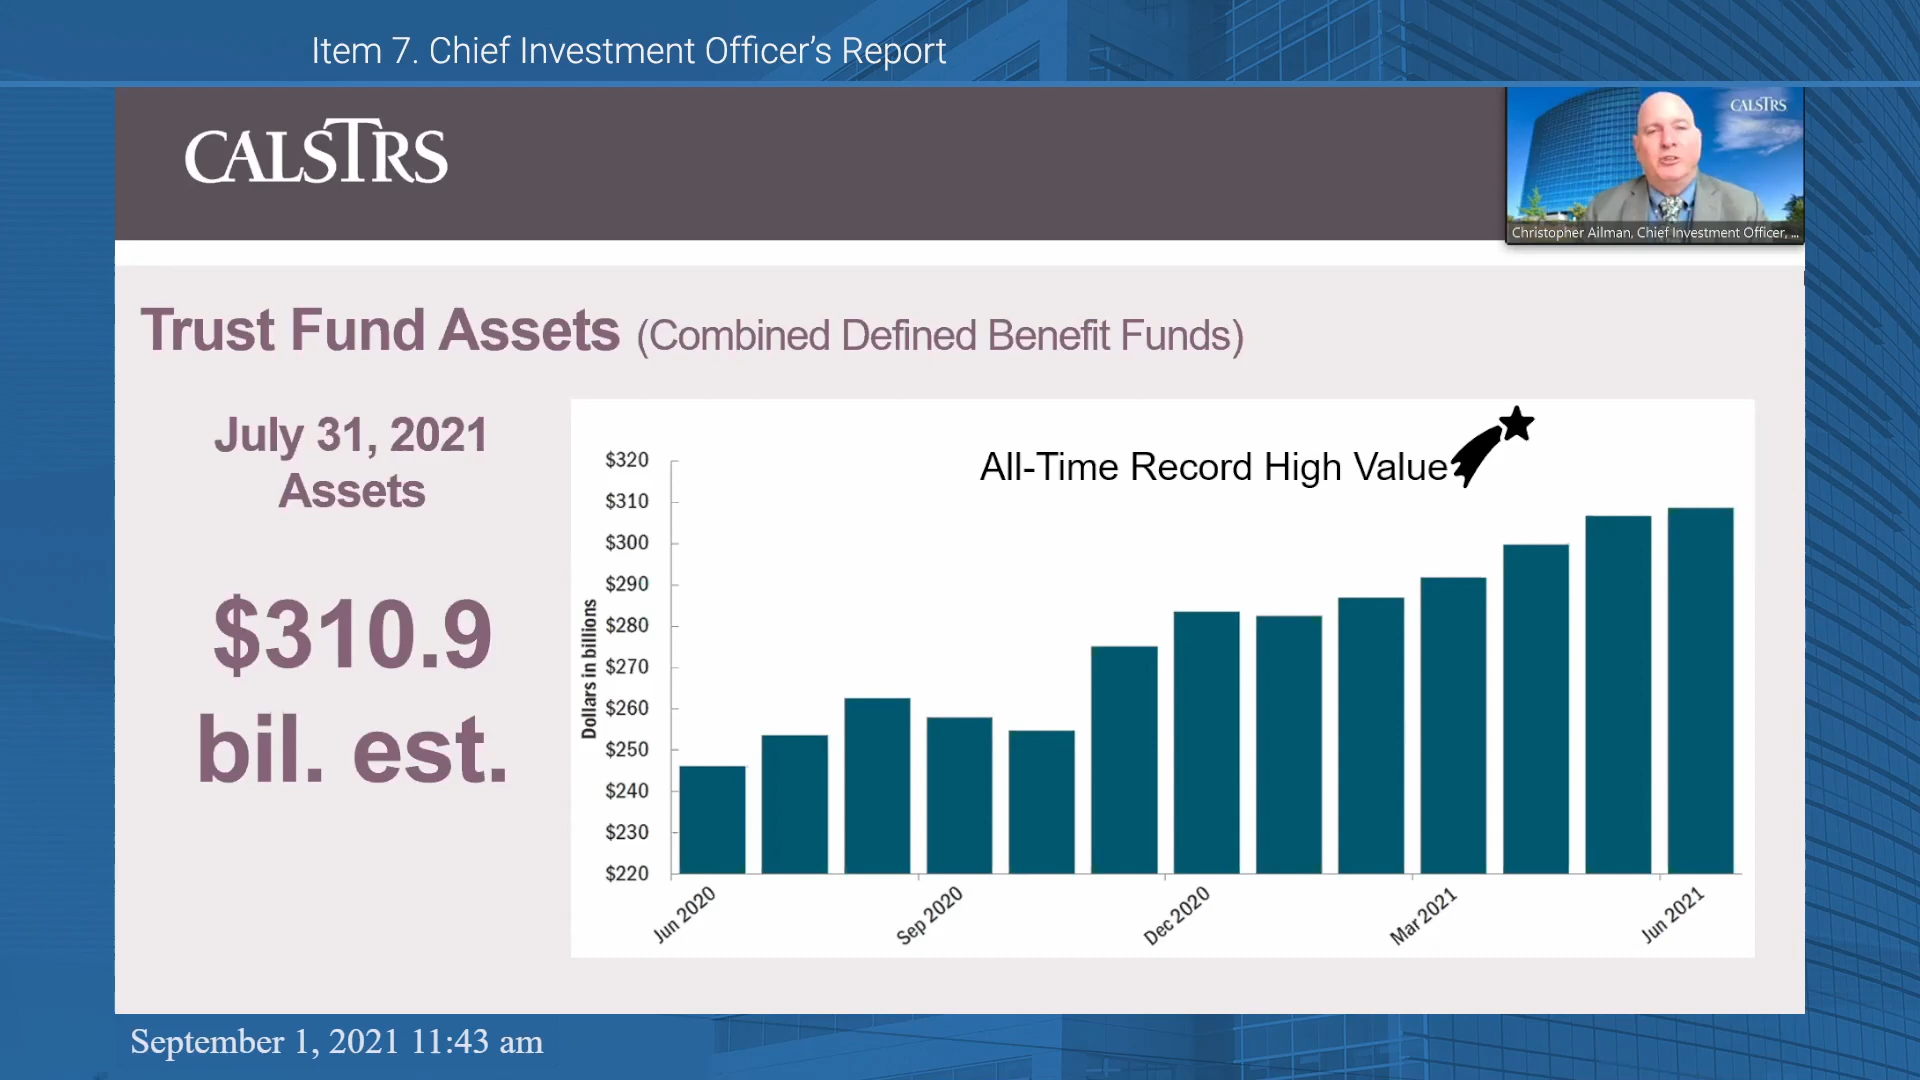 Item 7. Chief Investment Officer’s Report
CALSTRS
CALSTRS
Christopher Ailman, Chief Investment Officer, ...
Trust Fund Assets (Combined Defined Benefit Funds)
July 31, 2021
Assets
$310.9
bil. est.
All-Time Record High Value
Dollars in billions
$320
$310
$300
$290
$280
$270
$260
$250
$240
$230
$220
Jun 2020
Sep 2020
Dec 2020
Mar 2021
Jun 2021
September 1, 2021 11:43 am